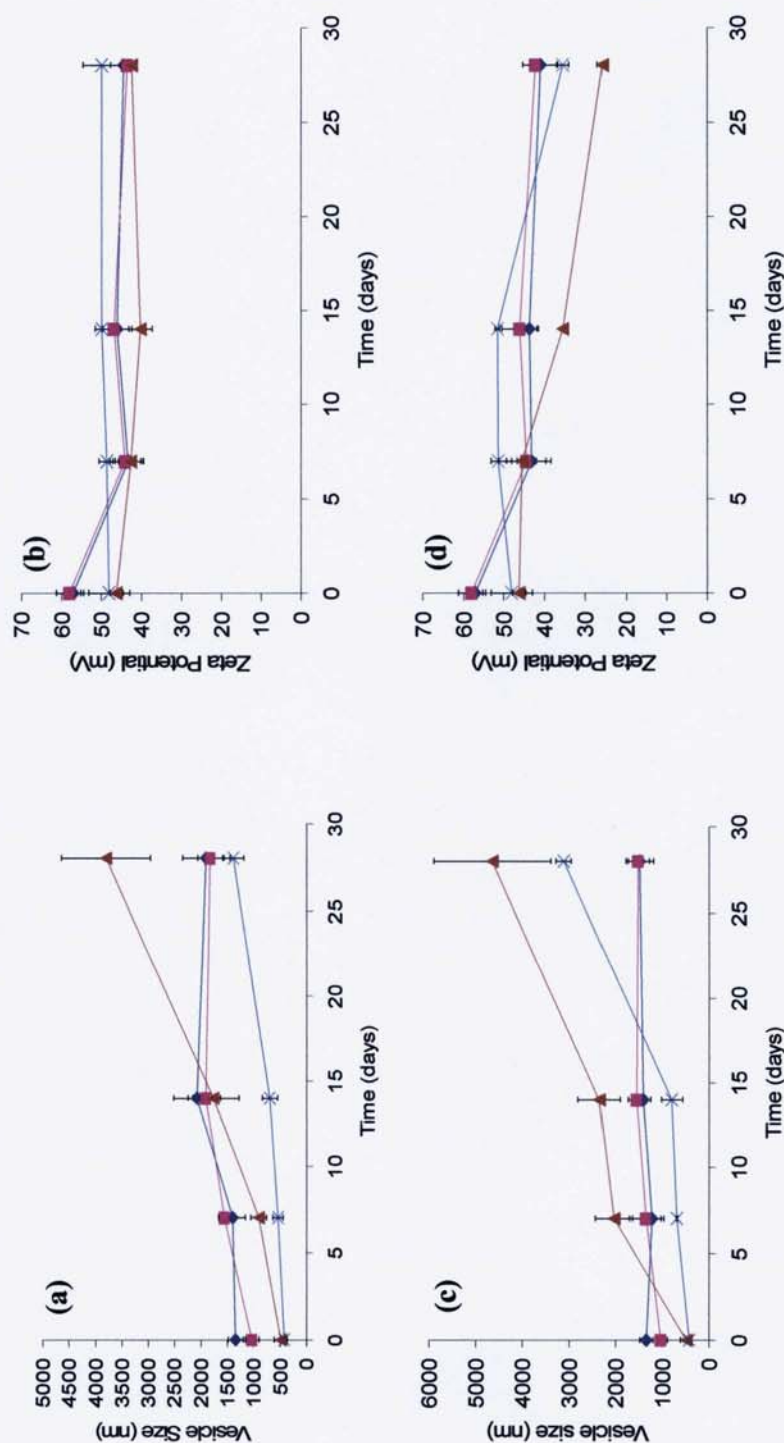 (a)
Vesicle Size (nm)
5000
4500
4000
3500
3000
2500
2000
1500
1000
500
0
0 5 10 15 20 25 30
Time (days)
(b)
Zeta Potential (mV)
70
60
50
40
30
20
10
0
0 5 10 15 20 25 30
Time (days)
(c)
Vesicle size (nm)
6000
5000
4000
3000
2000
1000
0
0 5 10 15 20 25 30
Time (days)
(d)
Zeta Potential (mV)
70
60
50
40
30
20
10
0
0 5 10 15 20 25 30
Time (days)